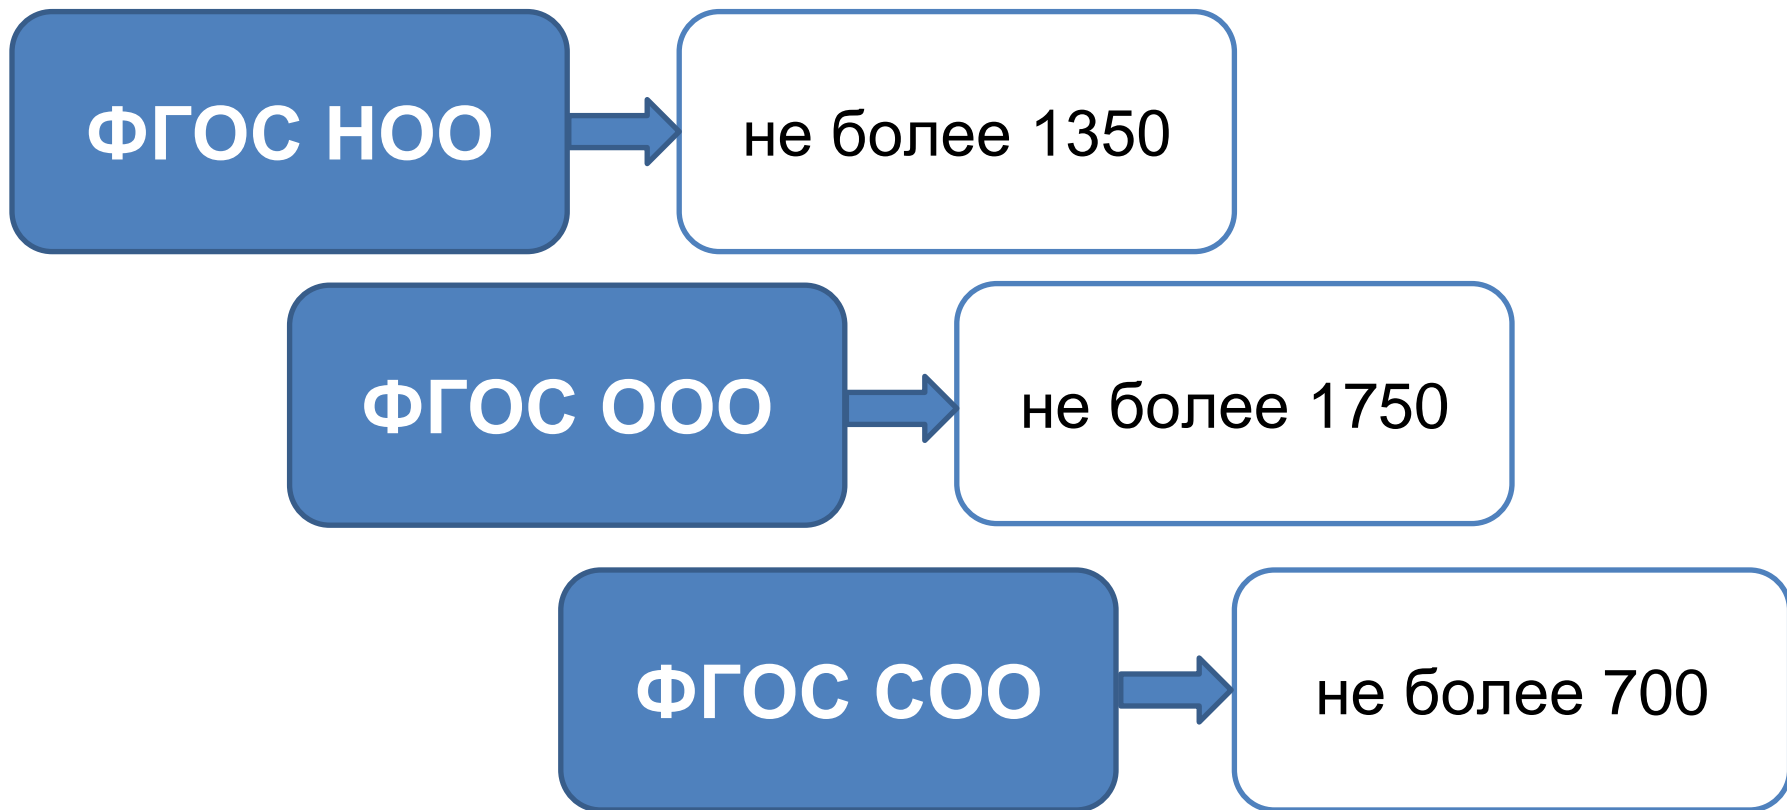 ФГОС НОО
не более 1350
ФГОС ООО
не более 1750
ФГОС СОО
не более 700